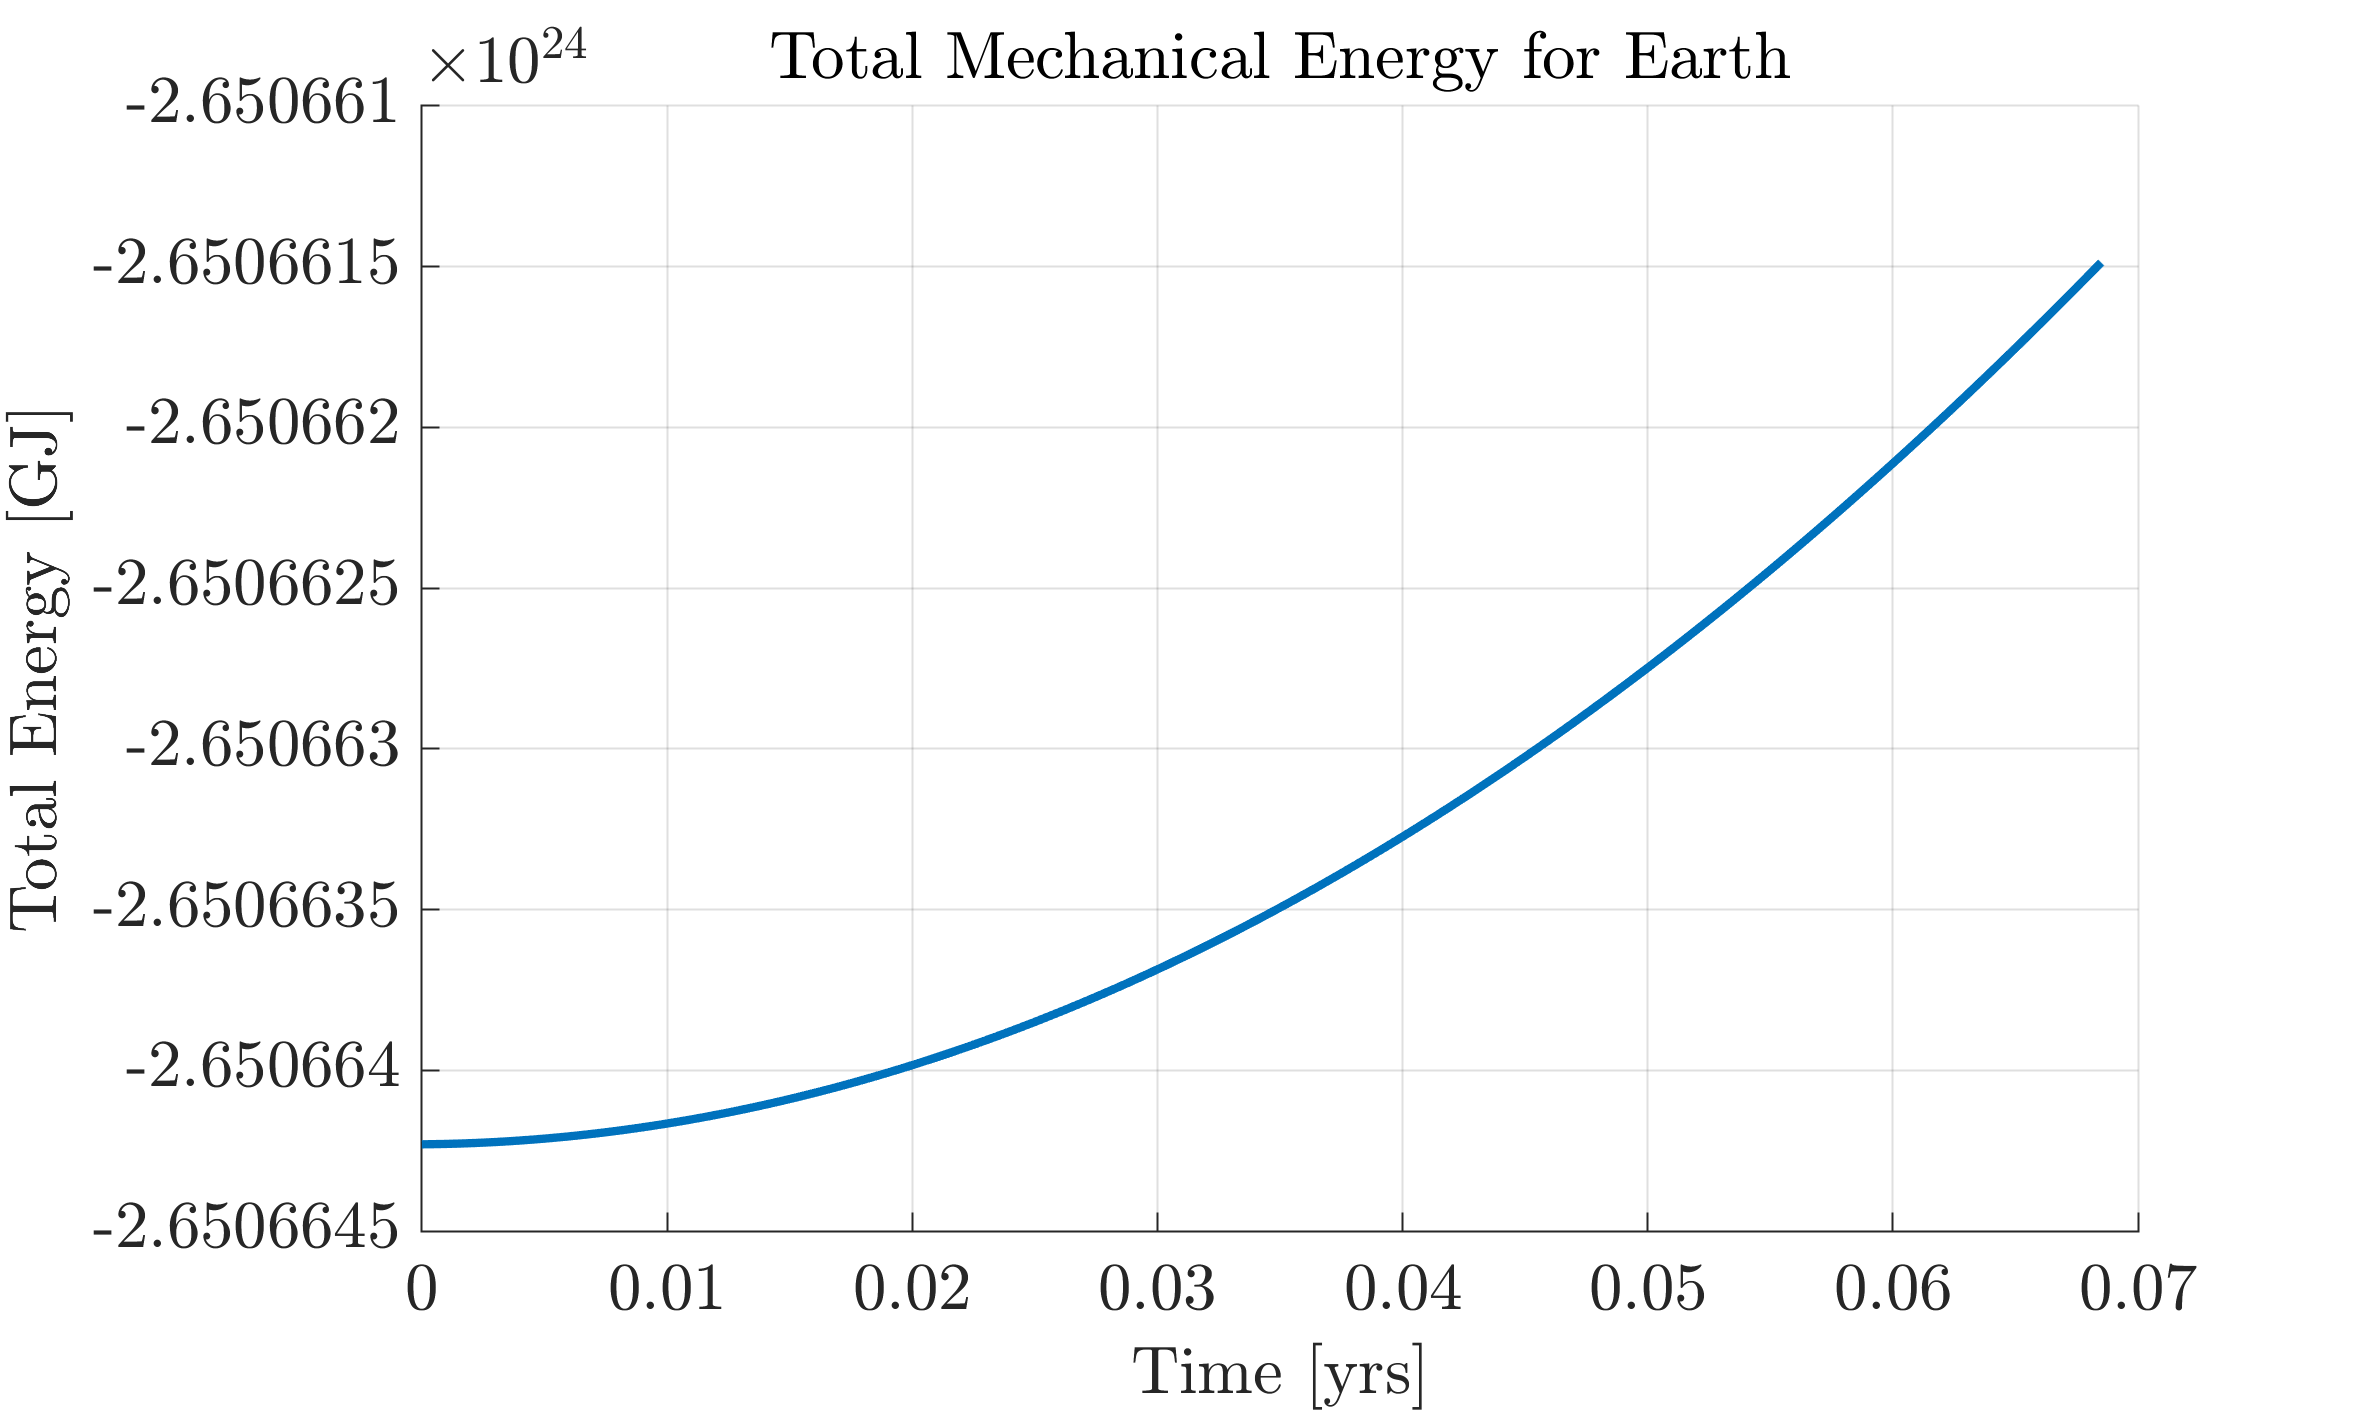 ×10^24
Total Mechanical Energy for Earth
-2.650661
-2.6506615
-2.650662
-2.6506625
-2.650663
-2.6506635
-2.650664
-2.6506645
Total Energy [GJ]
0 0.01 0.02 0.03 0.04 0.05 0.06 0.07
Time [yrs]